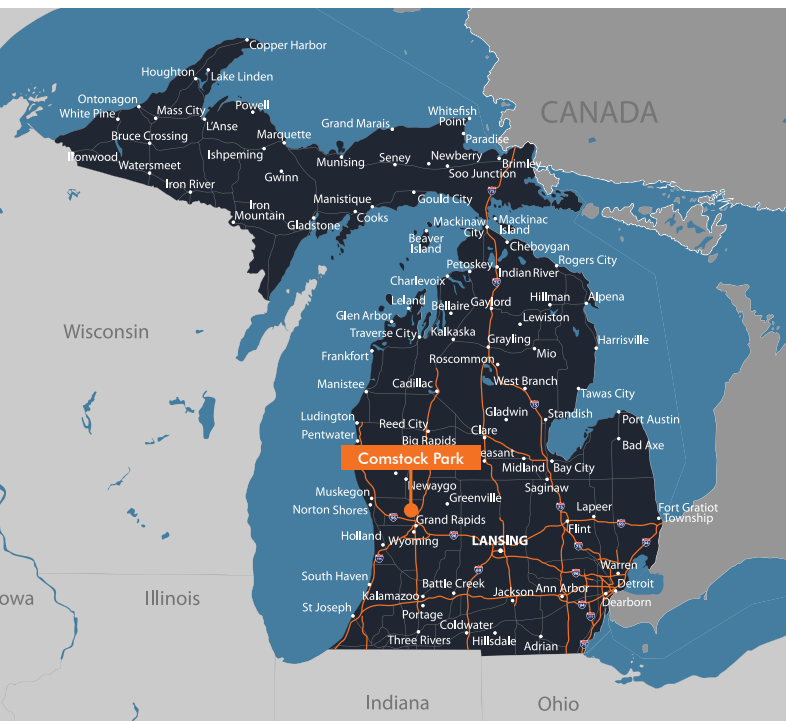 Copper Harbor
Houghton
Lake Linden
Ontonagon
White Pine
Mass City
Powell
L'Anse
Bruce Crossing
Marquette
Grand Marais
Whitefish
Point
Paradise
CANADA
Ironwood
Watersmeet
Ishpeming
Munising
Seney
Newberry
Soo Junction
Brimley
Iron River
Gwinn
Iron
Mountain
Gladstone
Manistique
Cooks
Gould City
75
Mackinaw
City
Mackinac
Island
Beaver
Island
Cheboygan
Petoskey
Indian River
Rogers City
Charlevoix
75
Leland
Bellaire
Gaylord
Hillman
Alpena
Glen Arbor
Lewiston
Traverse City
Kalkaska
Wisconsin
Grayling
Harrisville
Frankfort
Roscommon
Mio
Manistee
Cadillac
West Branch
Tawas City
75
Ludington
Reed City
Gladwin
Standish
Port Austin
Pentwater
Big Rapids
Clare
Bad Axe
Comstock Park
easant
Midland
Bay City
Newaygo
Saginaw
Muskegon
Greenville
Norton Shores
Lapeer
Fort Gratiot
Township
Grand Rapids
Flint
Holland
Wyoming
LANSING
Warren
South Haven
Battle Creek
Detroit
Kalamazoo
Jackson
Ann Arbor
Dearborn
St Joseph
Portage
Coldwater
Three Rivers
Hillsdale
Adrian
owa
Illinois
Indiana
Ohio